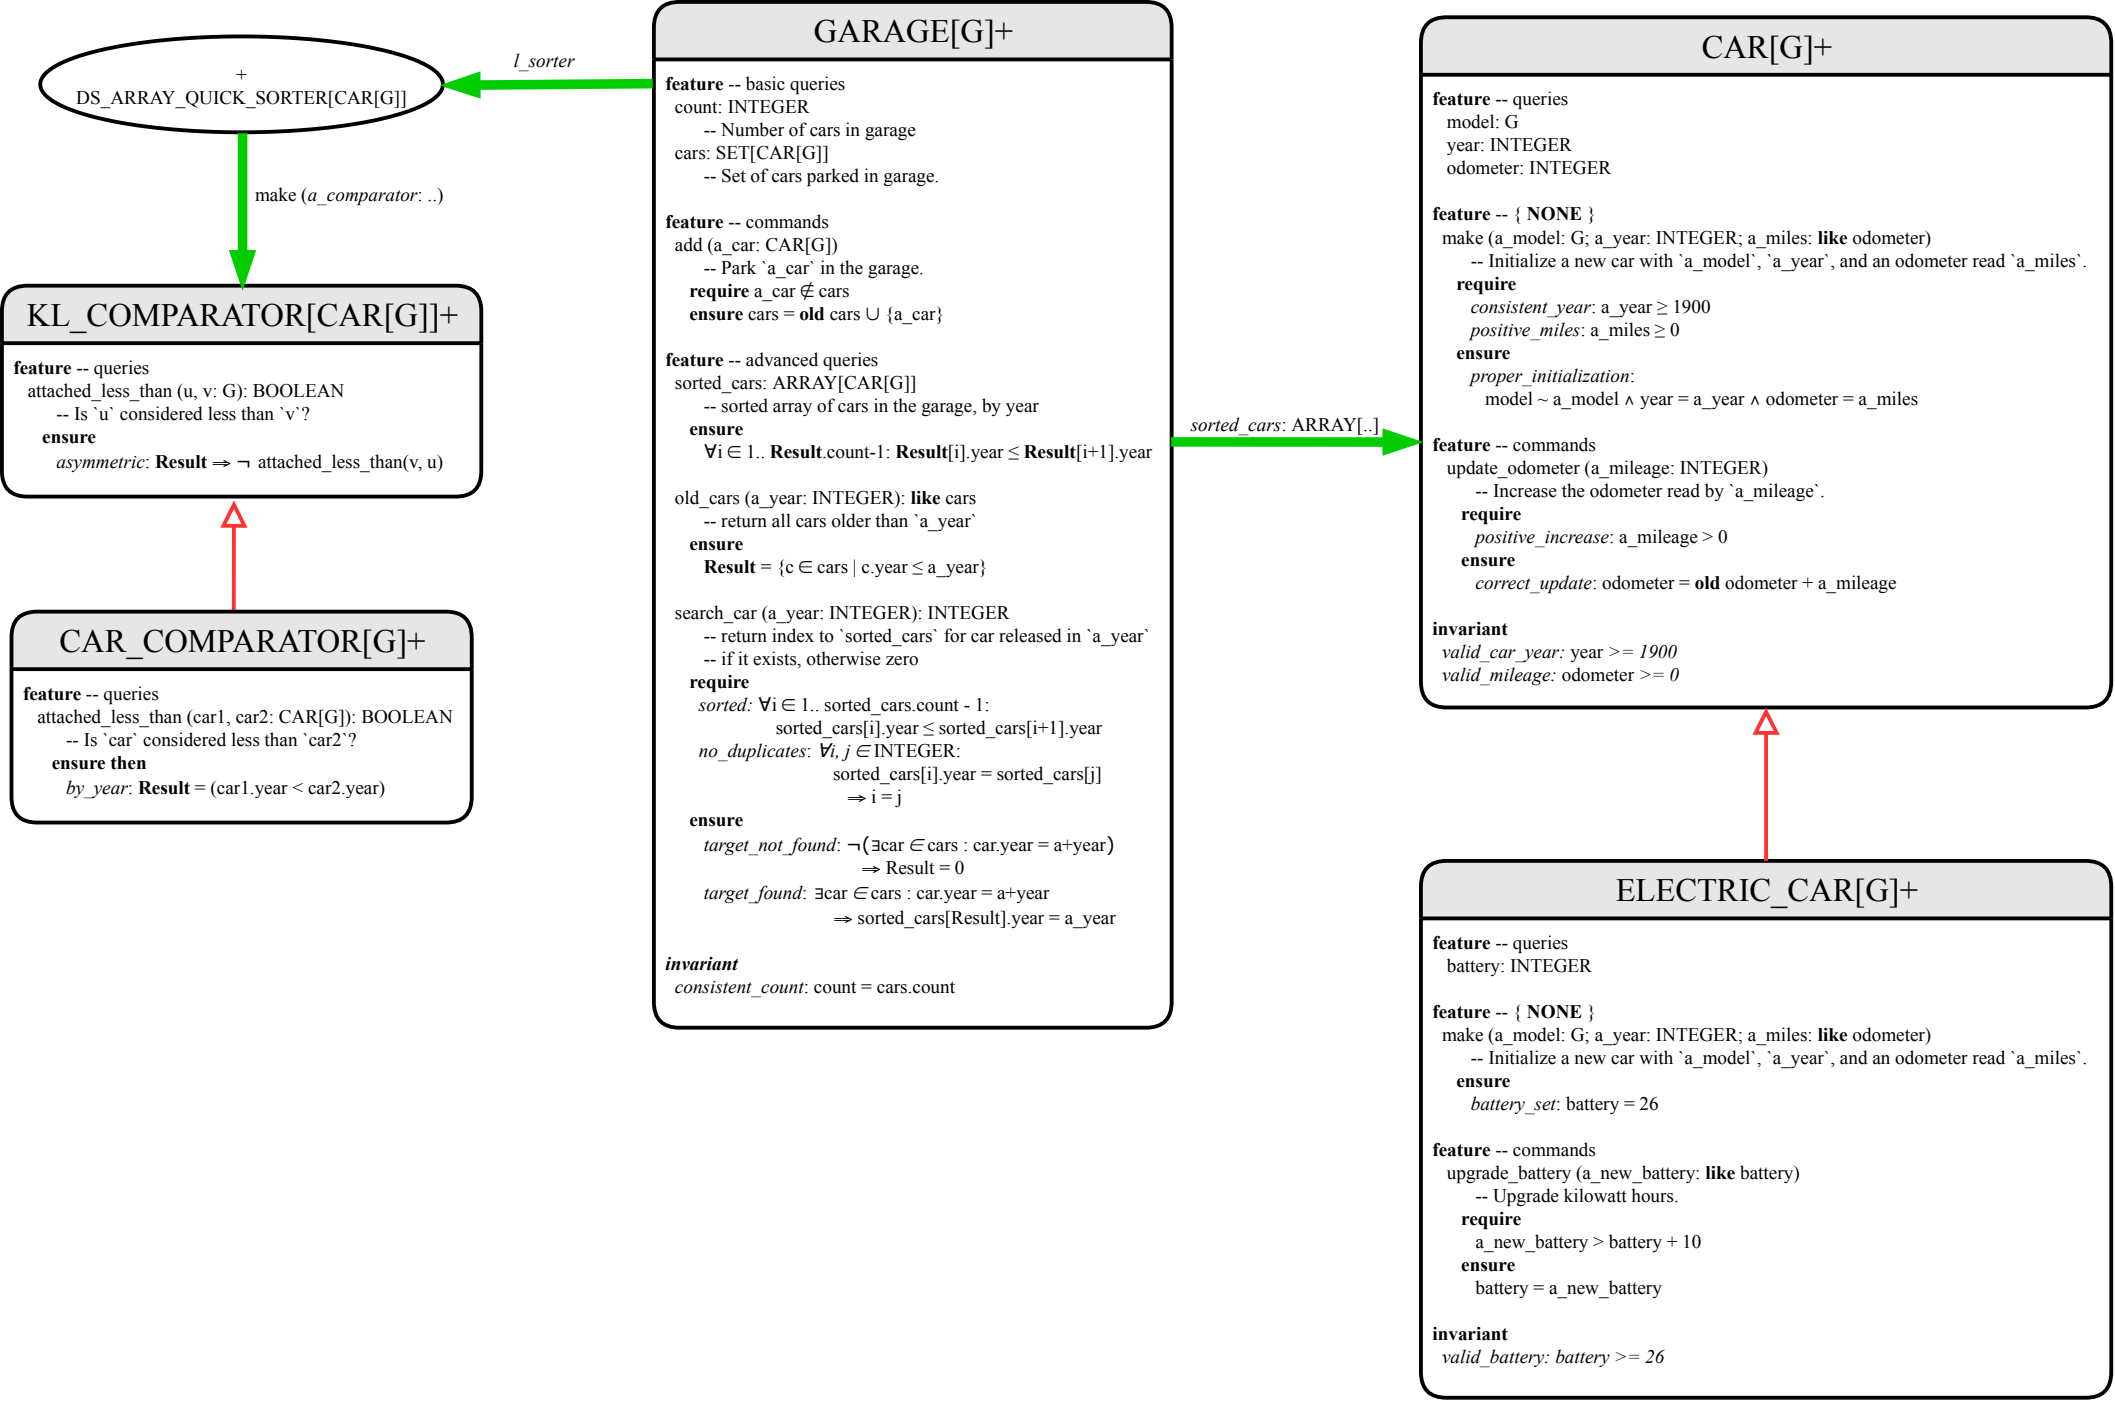 +
DS_ARRAY_QUICK_SORTER[CAR[G]]
l_sorter
make (a_comparator: ..)
KL_COMPARATOR[CAR[G]]+
feature -- queries
attached_less_than (u, v: G): BOOLEAN
-- Is `u` considered less than `v`?
ensure
asymmetric: Result ⇒ ¬ attached_less_than(v, u)
CAR_COMPARATOR[G]+
feature -- queries
attached_less_than (car1, car2: CAR[G]): BOOLEAN
-- Is `car` considered less than `car2`?
ensure then
by_year: Result = (car1.year < car2.year)
GARAGE[G]+
feature -- basic queries
count: INTEGER
-- Number of cars in garage
cars: SET[CAR[G]]
-- Set of cars parked in garage.
feature -- commands
add (a_car: CAR[G])
-- Park `a_car` in the garage.
require a_car ∉ cars
ensure cars = old cars ∪ {a_car}
feature -- advanced queries
sorted_cars: ARRAY[CAR[G]]
-- sorted array of cars in the garage, by year
ensure
∀i ∈ 1.. Result.count-1: Result[i].year ≤ Result[i+1].year
old_cars (a_year: INTEGER): like cars
-- return all cars older than `a_year`
ensure
Result = {c ∈ cars | c.year ≤ a_year}
search_car (a_year: INTEGER): INTEGER
-- return index to `sorted_cars` for car released in `a_year`
-- if it exists, otherwise zero
require
sorted: ∀i ∈ 1.. sorted_cars.count - 1:
sorted_cars[i].year ≤ sorted_cars[i+1].year
no_duplicates: ∀i, j ∈ INTEGER:
sorted_cars[i].year = sorted_cars[j]
⇒ i = j
ensure
target_not_found: ¬(∃car ∈ cars : car.year = a+year)
⇒ Result = 0
target_found: ∃car ∈ cars : car.year = a+year
⇒ sorted_cars[Result].year = a_year
invariant
consistent_count: count = cars.count
sorted_cars: ARRAY[..]
CAR[G]+
feature -- queries
model: G
year: INTEGER
odometer: INTEGER
feature -- { NONE }
make (a_model: G; a_year: INTEGER; a_miles: like odometer)
-- Initialize a new car with `a_model`, `a_year`, and an odometer read `a_miles`.
require
consistent_year: a_year ≥ 1900
positive_miles: a_miles ≥ 0
ensure
proper_initialization:
model ~ a_model ∧ year = a_year ∧ odometer = a_miles
feature -- commands
update_odometer (a_mileage: INTEGER)
-- Increase the odometer read by `a_mileage`.
require
positive_increase: a_mileage > 0
ensure
correct_update: odometer = old odometer + a_mileage
invariant
valid_car_year: year >= 1900
valid_mileage: odometer >= 0
ELECTRIC_CAR[G]+
feature -- queries
battery: INTEGER
feature -- { NONE }
make (a_model: G; a_year: INTEGER; a_miles: like odometer)
-- Initialize a new car with `a_model`, `a_year`, and an odometer read `a_miles`.
ensure
battery_set: battery = 26
feature -- commands
upgrade_battery (a_new_battery: like battery)
-- Upgrade kilowatt hours.
require
a_new_battery > battery + 10
ensure
battery = a_new_battery
invariant
valid_battery: battery >= 26